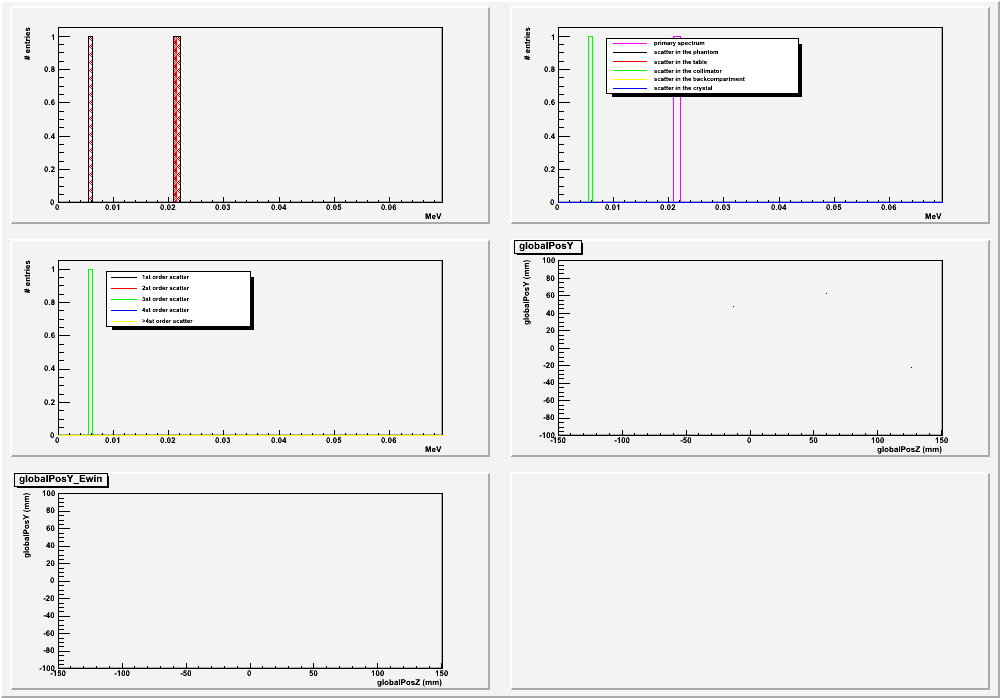 # entries
1
0.8
0.6
0.4
0.2
0
0 0.01 0.02 0.03 0.04 0.05 0.06
MeV
# entries
primary spectrum
scatter in the phantom
scatter in the table
scatter in the collimator
scatter in the backcompartment
scatter in the crystal
1
0.8
0.6
0.4
0.2
0
0 0.01 0.02 0.03 0.04 0.05 0.06
MeV
# entries
1st order scatter
2st order scatter
3st order scatter
4st order scatter
>4st order scatter
1
0.8
0.6
0.4
0.2
0
0 0.01 0.02 0.03 0.04 0.05 0.06
MeV
globalPosY
globalPosY (mm)
100
80
60
40
20
0
-20
-40
-60
-80
-100
-150 -100 -50 0 50 100 150
globalPosZ (mm)
globalPosY_Ewin
globalPosY (mm)
100
80
60
40
20
0
-20
-40
-60
-80
-100
-150 -100 -50 0 50 100 150
globalPosZ (mm)